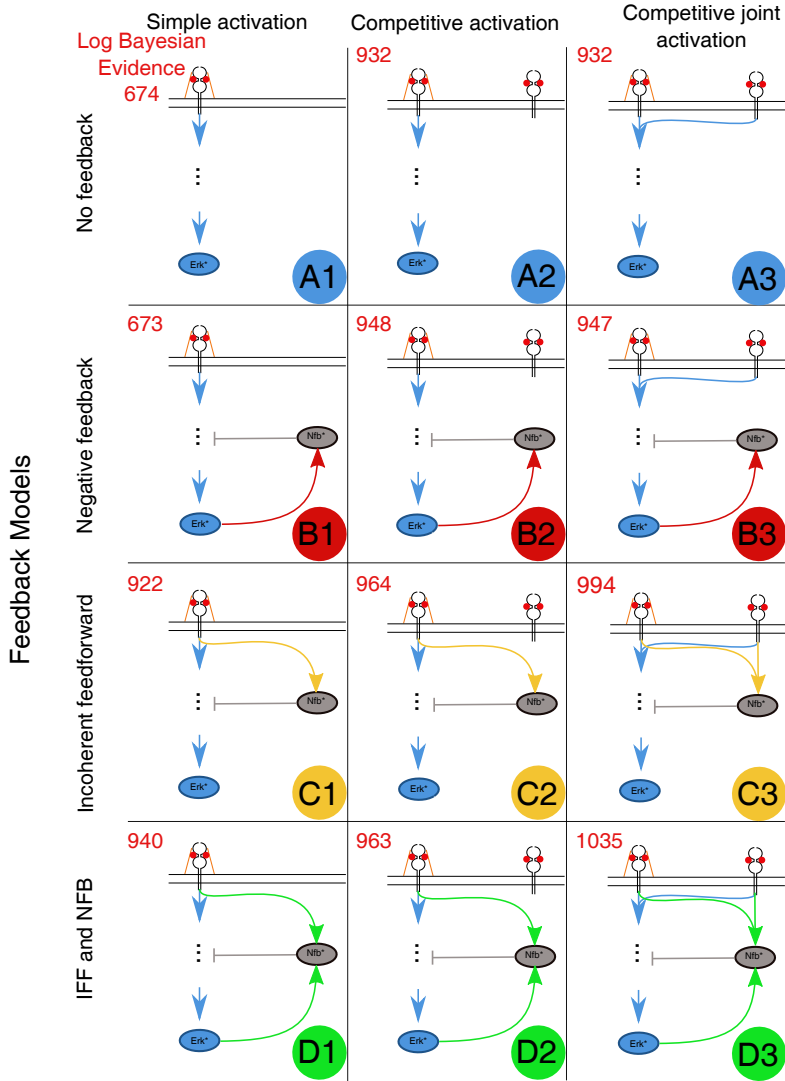 Simple activation
Competitive activation
Competitive joint
activation
Log Bayesian
Evidence
674
932
932
No feedback
...
...
...
Erk*
Erk*
Erk*
A1
A2
A3
673
948
947
Negative feedback
...
Nfb*
...
Nfb*
...
Nfb*
Erk*
Erk*
Erk*
B1
B2
B3
Feedback Models
922
964
994
Incoherent feedforward
...
Nfb*
...
Nfb*
...
Nfb*
Erk*
Erk*
Erk*
C1
C2
C3
940
963
1035
IFF and NFB
...
Nfb*
...
Nfb*
...
Nfb*
Erk*
Erk*
Erk*
D1
D2
D3